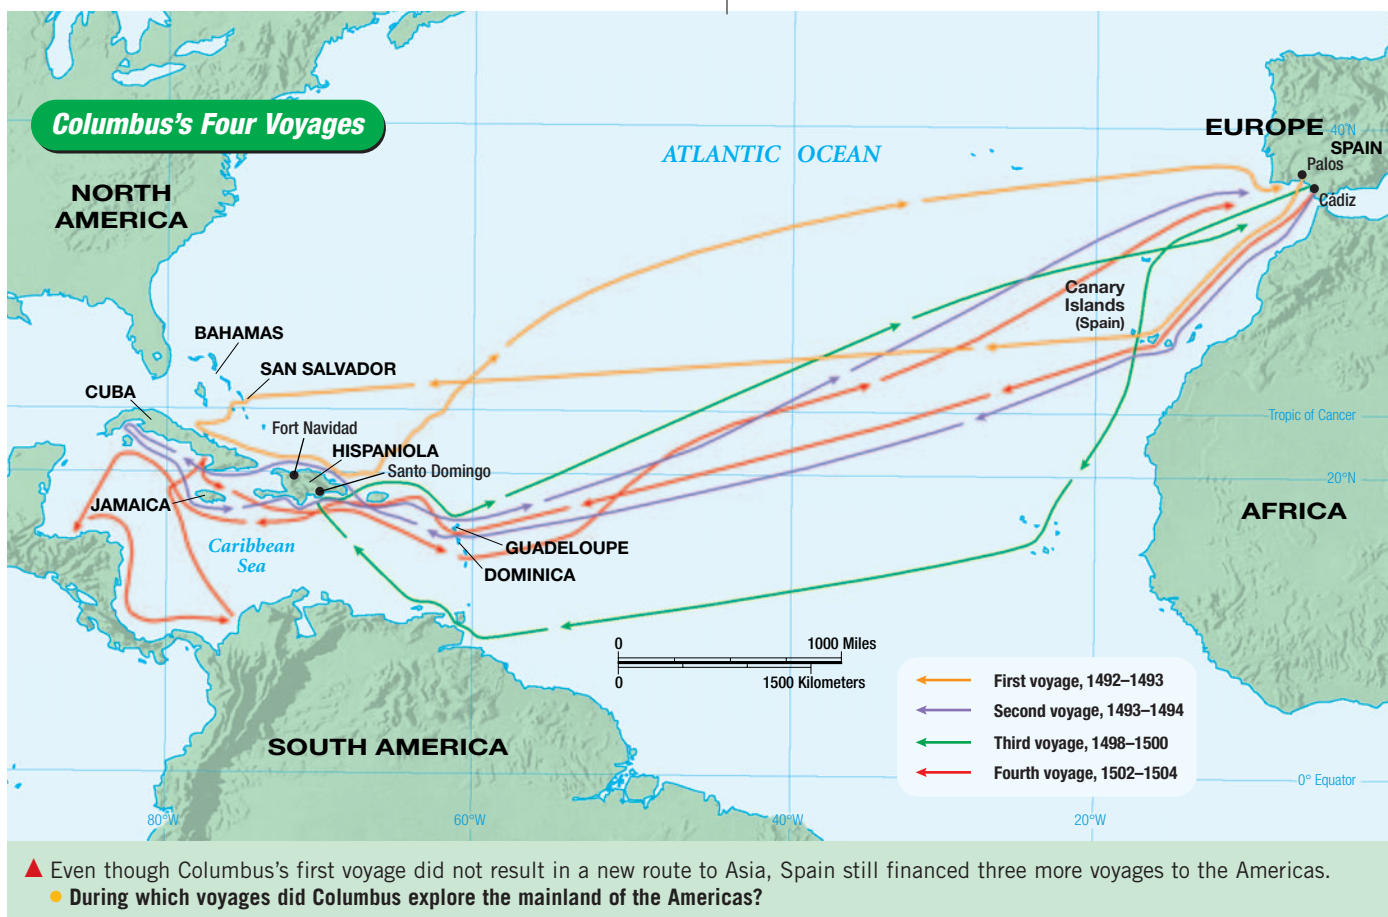 Columbus's Four Voyages
ATLANTIC OCEAN
EUROPE
40°N
SPAIN
Palos
Cádiz
NORTH
AMERICA
Canary
Islands
(Spain)
BAHAMAS
SAN SALVADOR
CUBA
Tropic of Cancer
Fort Navidad
HISPANIOLA
Santo Domingo
20°N
JAMAICA
AFRICA
Caribbean
Sea
GUADELOUPE
DOMINICA
0 1000 Miles
0 1500 Kilometers
First voyage, 1492–1493
Second voyage, 1493–1494
Third voyage, 1498–1500
Fourth voyage, 1502–1504
SOUTH AMERICA
0° Equator
80°W 60°W 40°W 20°W
Even though Columbus's first voyage did not result in a new route to Asia, Spain still financed three more voyages to the Americas.
During which voyages did Columbus explore the mainland of the Americas?